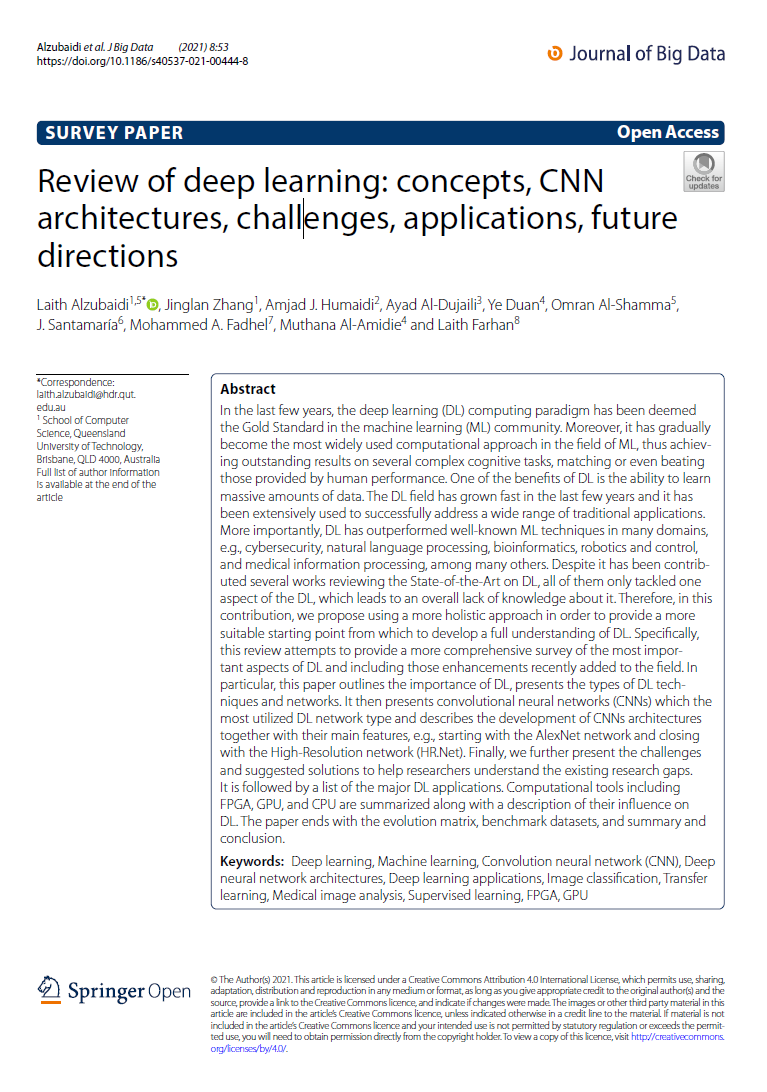 Alzubaidi et al. J Big Data (2021) 8:53
https://doi.org/10.1186/s40537-021-00444-8
Journal of Big Data
SURVEY PAPER
Open Access
Check for
updates
Review of deep learning: concepts, CNN
architectures, challenges, applications, future
directions
Laith Alzubaidi1,5*, Jinglan Zhang1, Amjad J. Humaidi2, Ayad Al-Dujaili3, Ye Duan4, Omran Al-Shamma5,
J. Santamaría6, Mohammed A. Fadhel7, Muthana Al-Amidie4 and Laith Farhan8
*Correspondence:
laith.alzubaidi@hdr.qut.
edu.au
1 School of Computer
Science, Queensland
University of Technology,
Brisbane, QLD 4000, Australia
Full list of author information
is available at the end of the
article
Abstract
In the last few years, the deep learning (DL) computing paradigm has been deemed
the Gold Standard in the machine learning (ML) community. Moreover, it has gradually
become the most widely used computational approach in the field of ML, thus achiev-
ing outstanding results on several complex cognitive tasks, matching or even beating
those provided by human performance. One of the benefits of DL is the ability to learn
massive amounts of data. The DL field has grown fast in the last few years and it has
been extensively used to successfully address a wide range of traditional applications.
More importantly, DL has outperformed well-known ML techniques in many domains,
e.g., cybersecurity, natural language processing, bioinformatics, robotics and control,
and medical information processing, among many others. Despite it has been contrib-
uted several works reviewing the State-of-the-Art on DL, all of them only tackled one
aspect of the DL, which leads to an overall lack of knowledge about it. Therefore, in this
contribution, we propose using a more holistic approach in order to provide a more
suitable starting point from which to develop a full understanding of DL. Specifically,
this review attempts to provide a more comprehensive survey of the most impor-
tant aspects of DL and including those enhancements recently added to the field. In
particular, this paper outlines the importance of DL, presents the types of DL tech-
niques and networks. It then presents convolutional neural networks (CNNs) which the
most utilized DL network type and describes the development of CNNs architectures
together with their main features, e.g., starting with the AlexNet network and closing
with the High-Resolution network (HR.Net). Finally, we further present the challenges
and suggested solutions to help researchers understand the existing research gaps.
It is followed by a list of the major DL applications. Computational tools including
FPGA, GPU, and CPU are summarized along with a description of their influence on
DL. The paper ends with the evolution matrix, benchmark datasets, and summary and
conclusion.
Keywords: Deep learning, Machine learning, Convolution neural network (CNN), Deep
neural network architectures, Deep learning applications, Image classification, Transfer
learning, Medical image analysis, Supervised learning, FPGA, GPU
Springer Open
© The Author(s) 2021. This article is licensed under a Creative Commons Attribution 4.0 International License, which permits use, sharing,
adaptation, distribution and reproduction in any medium or format, as long as you give appropriate credit to the original author(s) and the
source, provide a link to the Creative Commons licence, and indicate if changes were made. The images or other third party material in this
article are included in the article's Creative Commons licence, unless indicated otherwise in a credit line to the material. If material is not
included in the article's Creative Commons licence and your intended use is not permitted by statutory regulation or exceeds the permit-
ted use, you will need to obtain permission directly from the copyright holder. To view a copy of this licence, visit http://creativecommons.
org/licenses/by/4.0/.